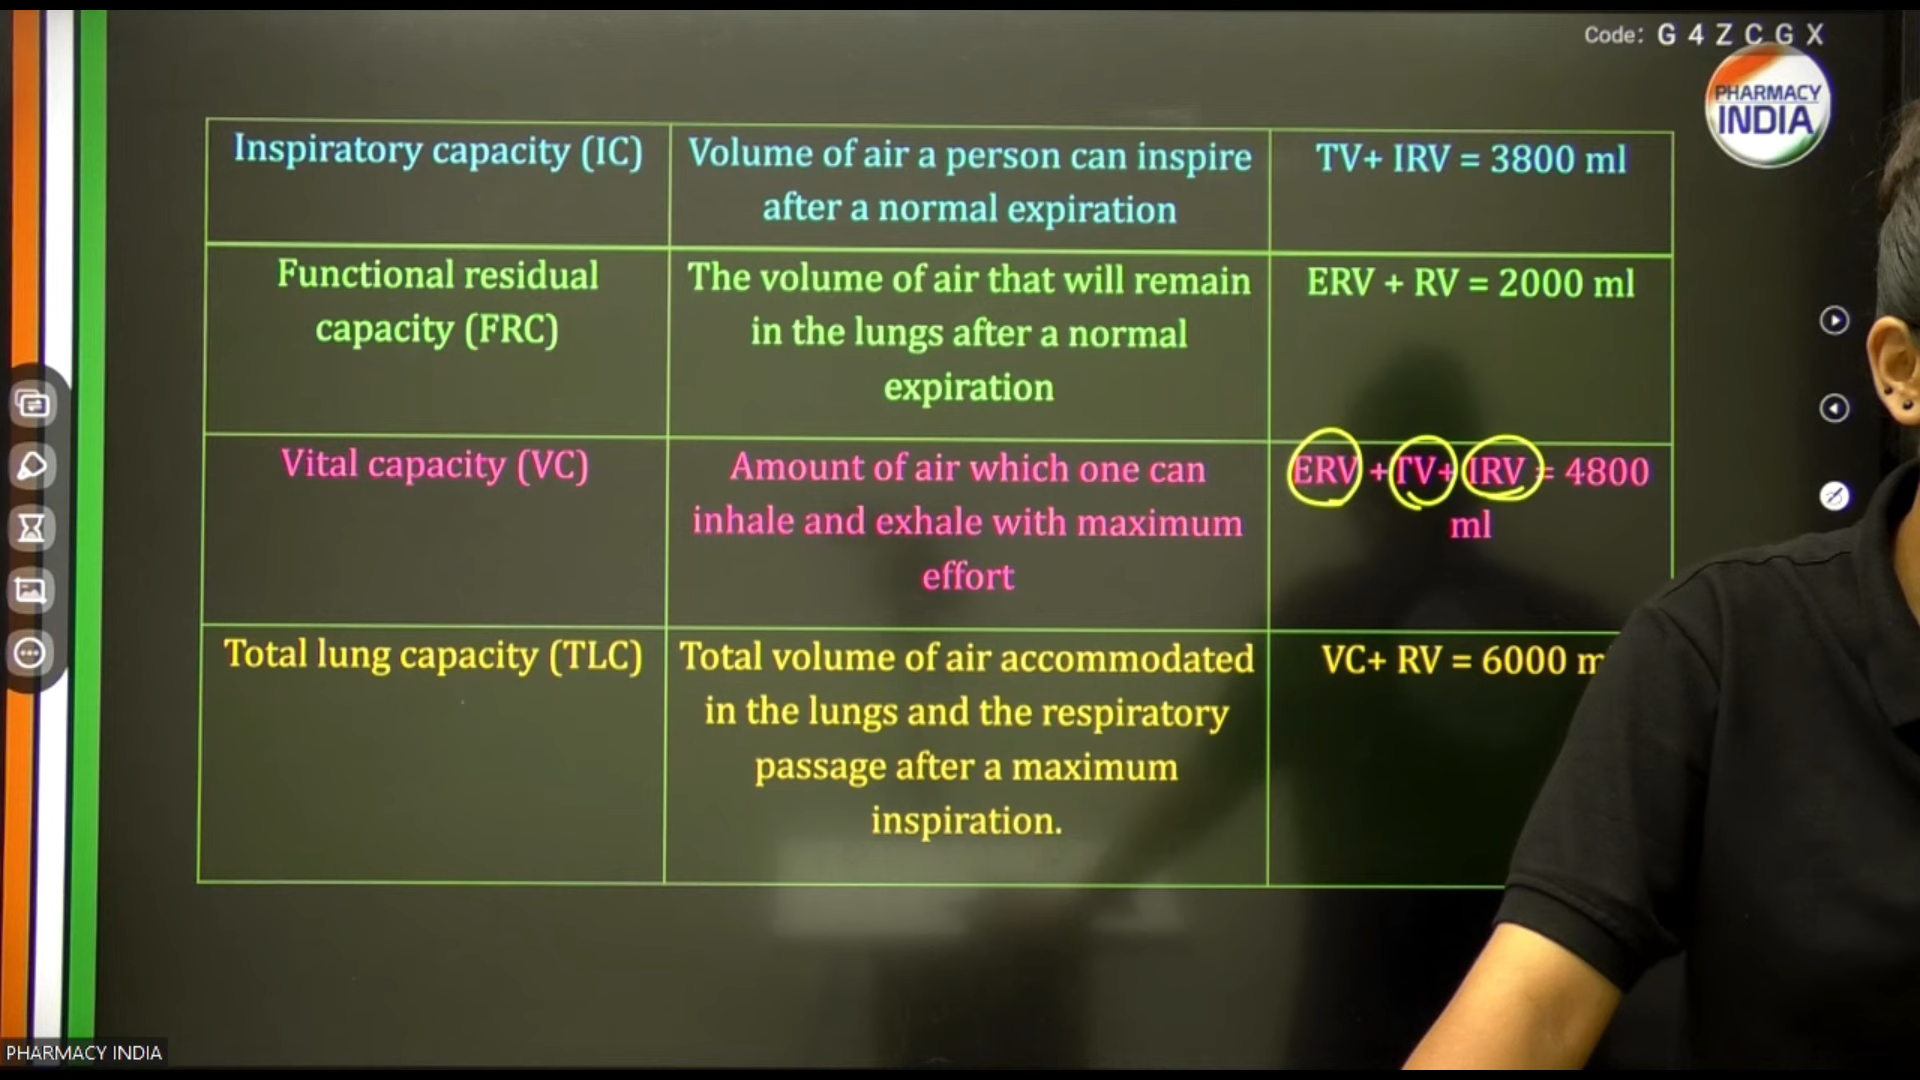 Code: G 4 Z C G X
PHARMACY
INDIA
Inspiratory capacity (IC)
Volume of air a person can inspire
after a normal expiration
TV+ IRV = 3800 ml
Functional residual
capacity (FRC)
The volume of air that will remain
in the lungs after a normal
expiration
ERV + RV = 2000 ml
Vital capacity (VC)
Amount of air which one can
inhale and exhale with maximum
effort
ERV +TV+ IRV = 4800
ml
Total lung capacity (TLC)
Total volume of air accommodated
in the lungs and the respiratory
passage after a maximum
inspiration.
VC+ RV = 6000 m
PHARMACY INDIA